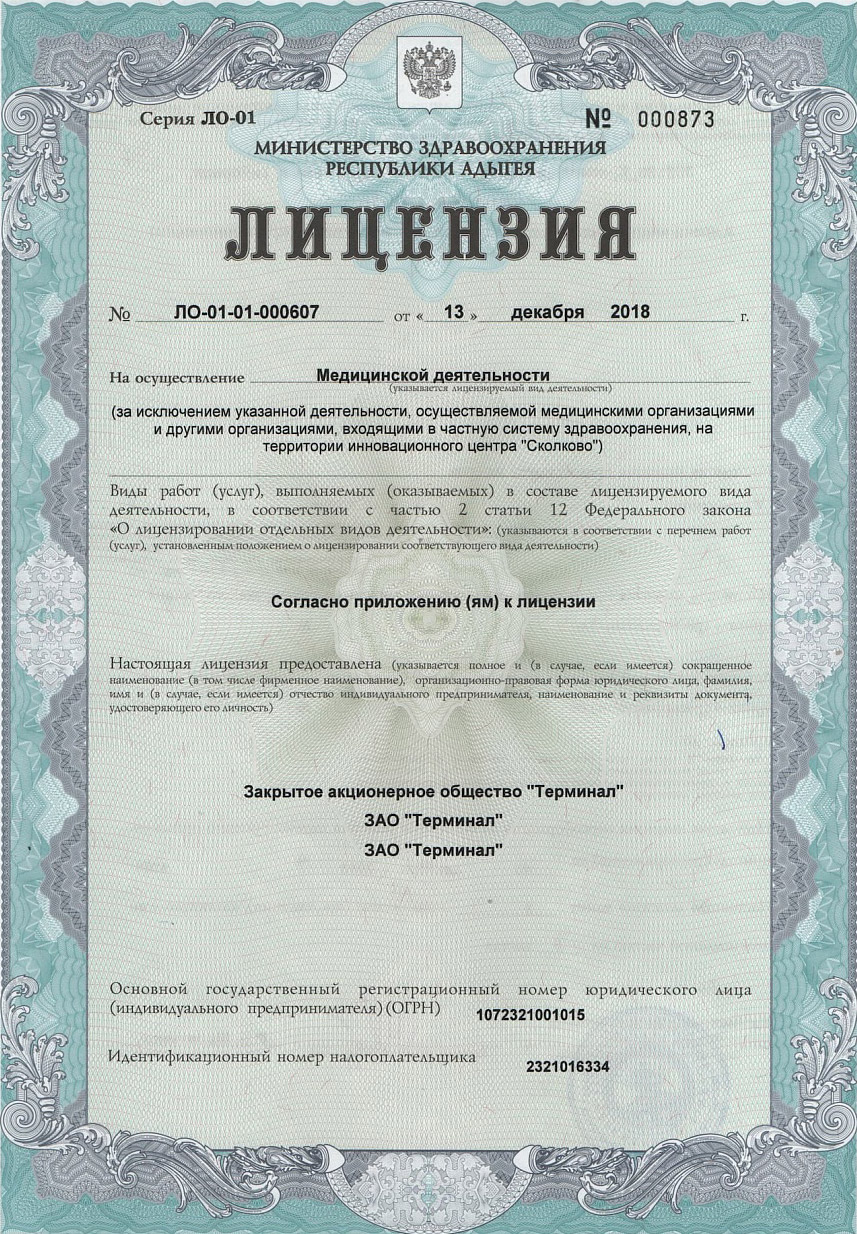 Серия ЛО-01
№ 000873
МИНИСТЕРСТВО ЗДРАВООХРАНЕНИЯ
РЕСПУБЛИКИ АДЫГЕЯ
ЛИЦЕНЗИЯ
№ ЛО-01-01-000607 от « 13 » декабря 2018 г.
На осуществление Медицинской деятельности
(указывается лицензируемый вид деятельности)
(за исключением указанной деятельности, осуществляемой медицинскими организациями
и другими организациями, входящими в частную систему здравоохранения, на
территории инновационного центра "Сколково")
Виды работ (услуг), выполняемых (оказываемых) в составе лицензируемого вида
деятельности, в соответствии с частью 2 статьи 12 Федерального закона
«О лицензировании отдельных видов деятельности»: (указываются в соответствии с перечнем работ
(услуг), установленным положением о лицензировании соответствующего вида деятельности)
Согласно приложению (ям) к лицензии
Настоящая лицензия предоставлена (указывается полное и (в случае, если имеется) сокращенное
наименование (в том числе фирменное наименование), организационно-правовая форма юридического лица, фамилия,
имя и (в случае, если имеется) отчество индивидуального предпринимателя, наименование и реквизиты документа,
удостоверяющего его личность)
Закрытое акционерное общество "Терминал"
ЗАО "Терминал"
ЗАО "Терминал"
Основной государственный регистрационный номер юридического лица
(индивидуального предпринимателя) (ОГРН) 1072321001015
Идентификационный номер налогоплательщика 2321016334